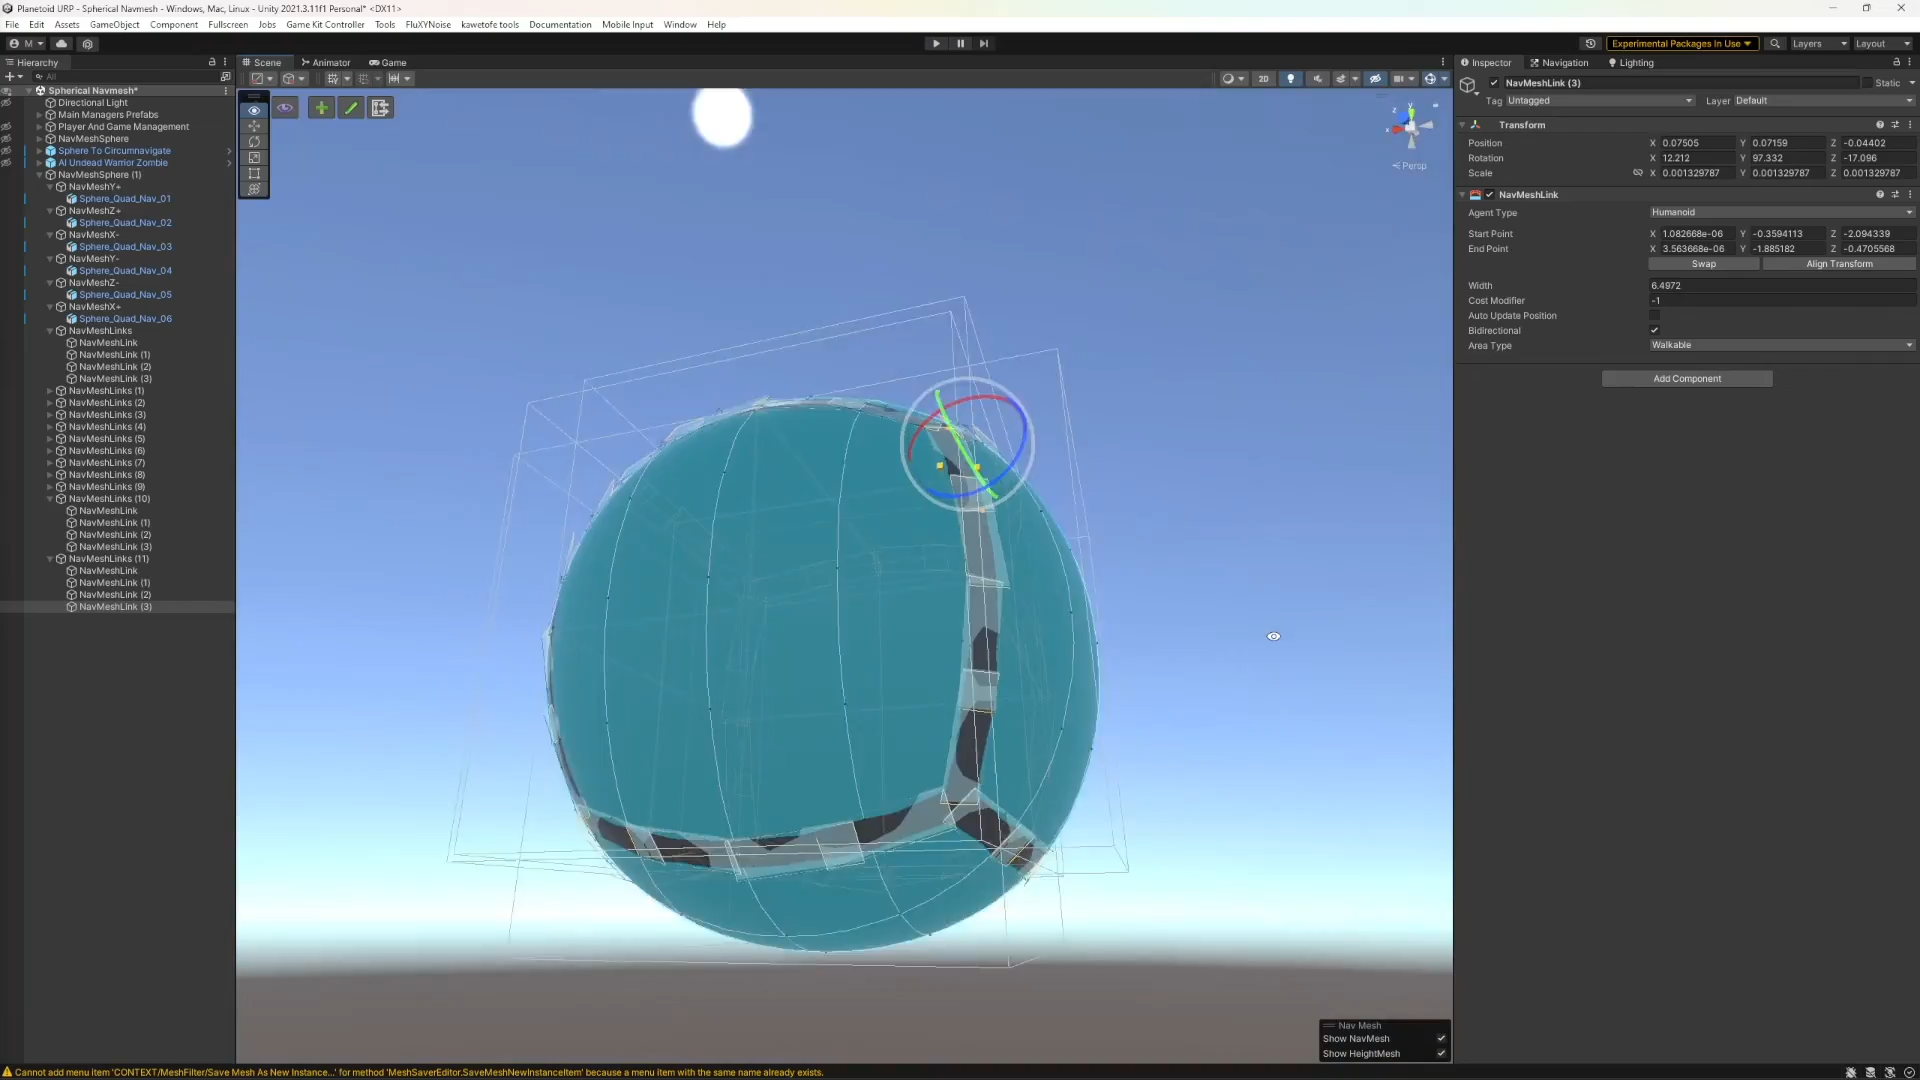 Planetoid URP - Spherical Navmesh - Windows, Mac, Linux - Unity 2021.3.11f1 Personal* <DX11>
File Edit Assets GameObject Component Fullscreen Jobs Game Kit Controller Tools FluXYNoise kawetofe tools Documentation Mobile Input Window Help
M Experimental Packages In Use Layers Layout
Hierarchy Scene Animator Game Inspector Navigation Lighting
All 2D
Spherical Navmesh*
Directional Light
Main Managers Prefabs
Player And Game Management
NavMeshSphere
Sphere To Circumnavigate
AI Undead Warrior Zombie
NavMeshSphere (1)
NavMeshY+
Sphere_Quad_Nav_01
NavMeshZ+
Sphere_Quad_Nav_02
NavMeshX-
Sphere_Quad_Nav_03
NavMeshY-
Sphere_Quad_Nav_04
NavMeshZ-
Sphere_Quad_Nav_05
NavMeshX+
Sphere_Quad_Nav_06
NavMeshLinks
NavMeshLink
NavMeshLink (1)
NavMeshLink (2)
NavMeshLink (3)
NavMeshLinks (1)
NavMeshLinks (2)
NavMeshLinks (3)
NavMeshLinks (4)
NavMeshLinks (5)
NavMeshLinks (6)
NavMeshLinks (7)
NavMeshLinks (8)
NavMeshLinks (9)
NavMeshLinks (10)
NavMeshLink
NavMeshLink (1)
NavMeshLink (2)
NavMeshLink (3)
NavMeshLinks (11)
NavMeshLink
NavMeshLink (1)
NavMeshLink (2)
NavMeshLink (3)
y
z
x
Persp
Nav Mesh
Show NavMesh
Show HeightMesh
NavMeshLink (3) Static
Tag Untagged Layer Default
Transform
Position X 0.07505 Y 0.07159 Z -0.04402
Rotation X 12.212 Y 97.332 Z -17.096
Scale X 0.001329787 Y 0.001329787 Z 0.001329787
NavMeshLink
Agent Type Humanoid
Start Point X 1.082668e-06 Y -0.3594113 Z -2.094339
End Point X 3.563668e-06 Y -1.885182 Z -0.4705568
Swap Align Transform
Width 6.4972
Cost Modifier -1
Auto Update Position
Bidirectional
Area Type Walkable
Add Component
Cannot add menu item 'CONTEXT/MeshFilter/Save Mesh As New Instance...' for method 'MeshSaverEditor.SaveMeshNewInstanceItem' because a menu item with the same name already exists.